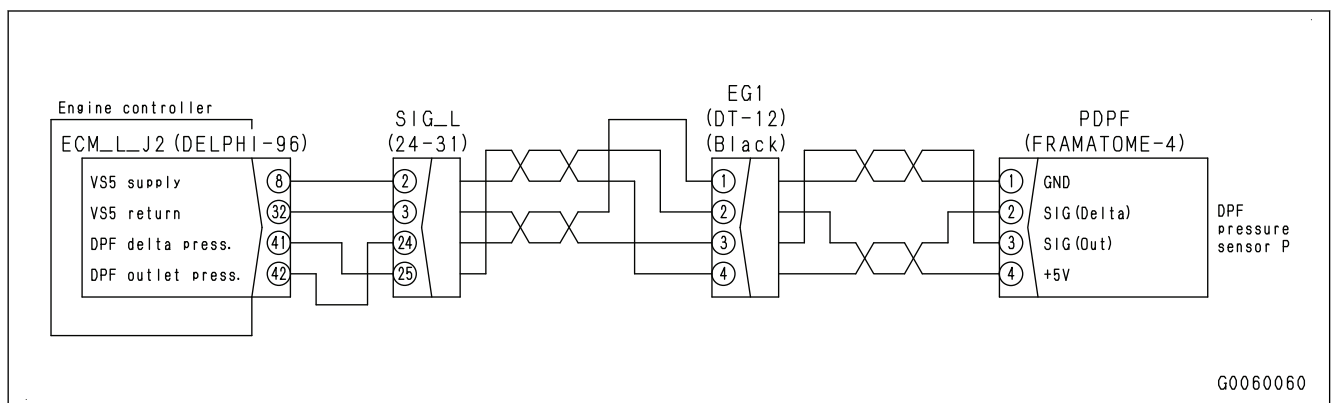 Engine controller
ECM_L_J2 (DELPHI-96)
VS5 supply
8
VS5 return
32
DPF delta press.
41
DPF outlet press.
42
SIG_L
(24-31)
2
3
24
25
EG1
(DT-12)
(Black)
1
2
3
4
PDPF
(FRAMATOME-4)
1
GND
2
SIG(Delta)
3
SIG(Out)
4
+5V
DPF
pressure
sensor P
G0060060